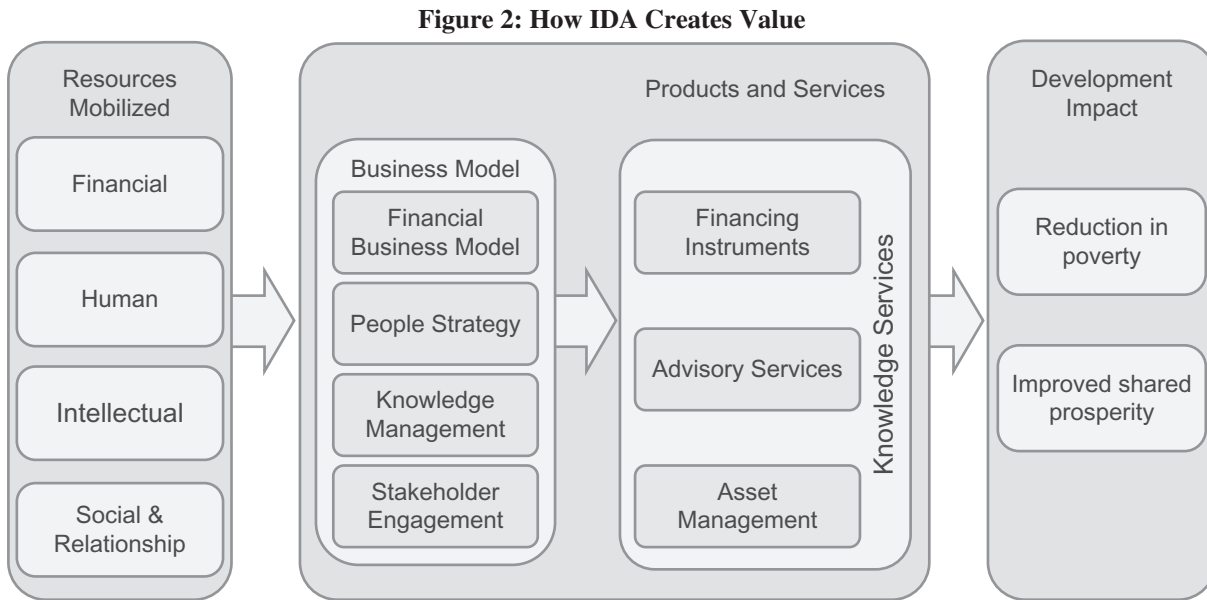 Figure 2: How IDA Creates Value
Resources
Mobilized
Financial
Human
Intellectual
Social &
Relationship
Products and Services
Business Model
Financial
Business Model
People Strategy
Knowledge
Management
Stakeholder
Engagement
Financing
Instruments
Advisory Services
Asset
Management
Knowledge Services
Development
Impact
Reduction in
poverty
Improved shared
prosperity